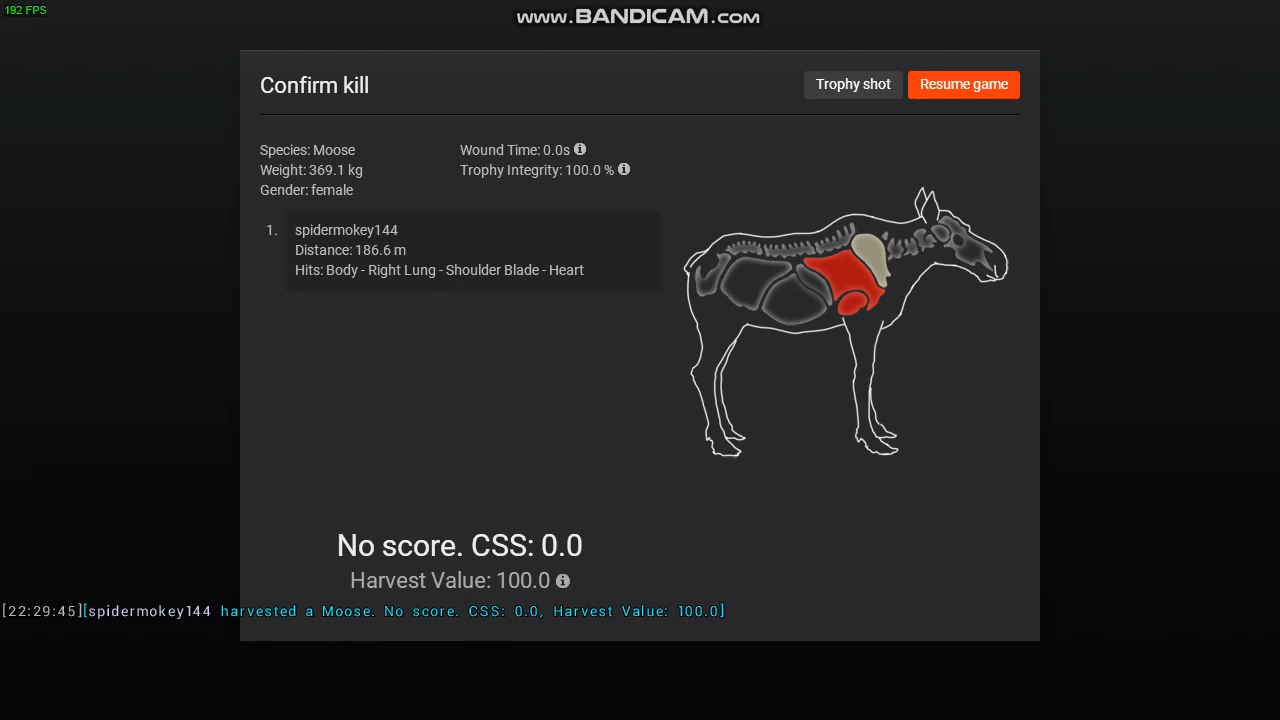 192 FPS
www.BANDICAM.com
Confirm kill
Trophy shot
Resume game
Species: Moose
Weight: 369.1 kg
Gender: female
Wound Time: 0.0s
Trophy Integrity: 100.0 %
1.
spidermokey144
Distance: 186.6 m
Hits: Body - Right Lung - Shoulder Blade - Heart
No score. CSS: 0.0
Harvest Value: 100.0
[22:29:45][spidermokey144 harvested a Moose. No score. CSS: 0.0, Harvest Value: 100.0]